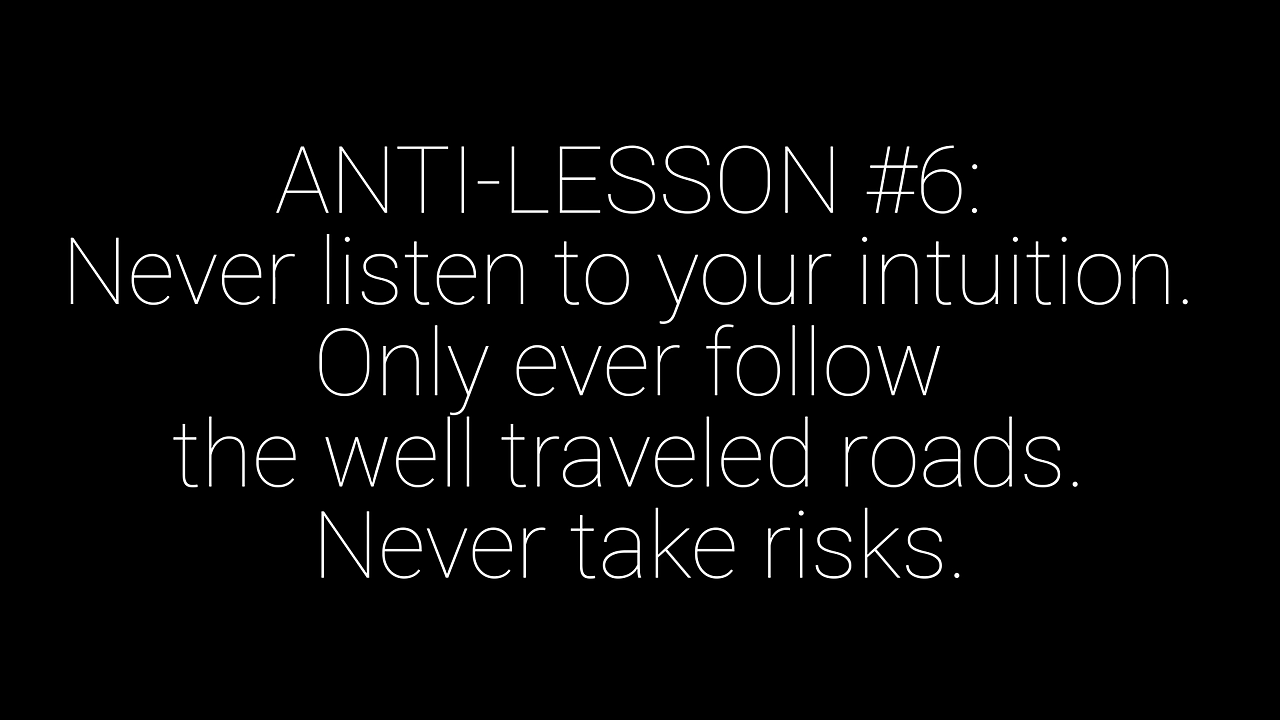 ANTI-LESSON #6:
Never listen to your intuition.
Only ever follow
the well traveled roads.
Never take risks.